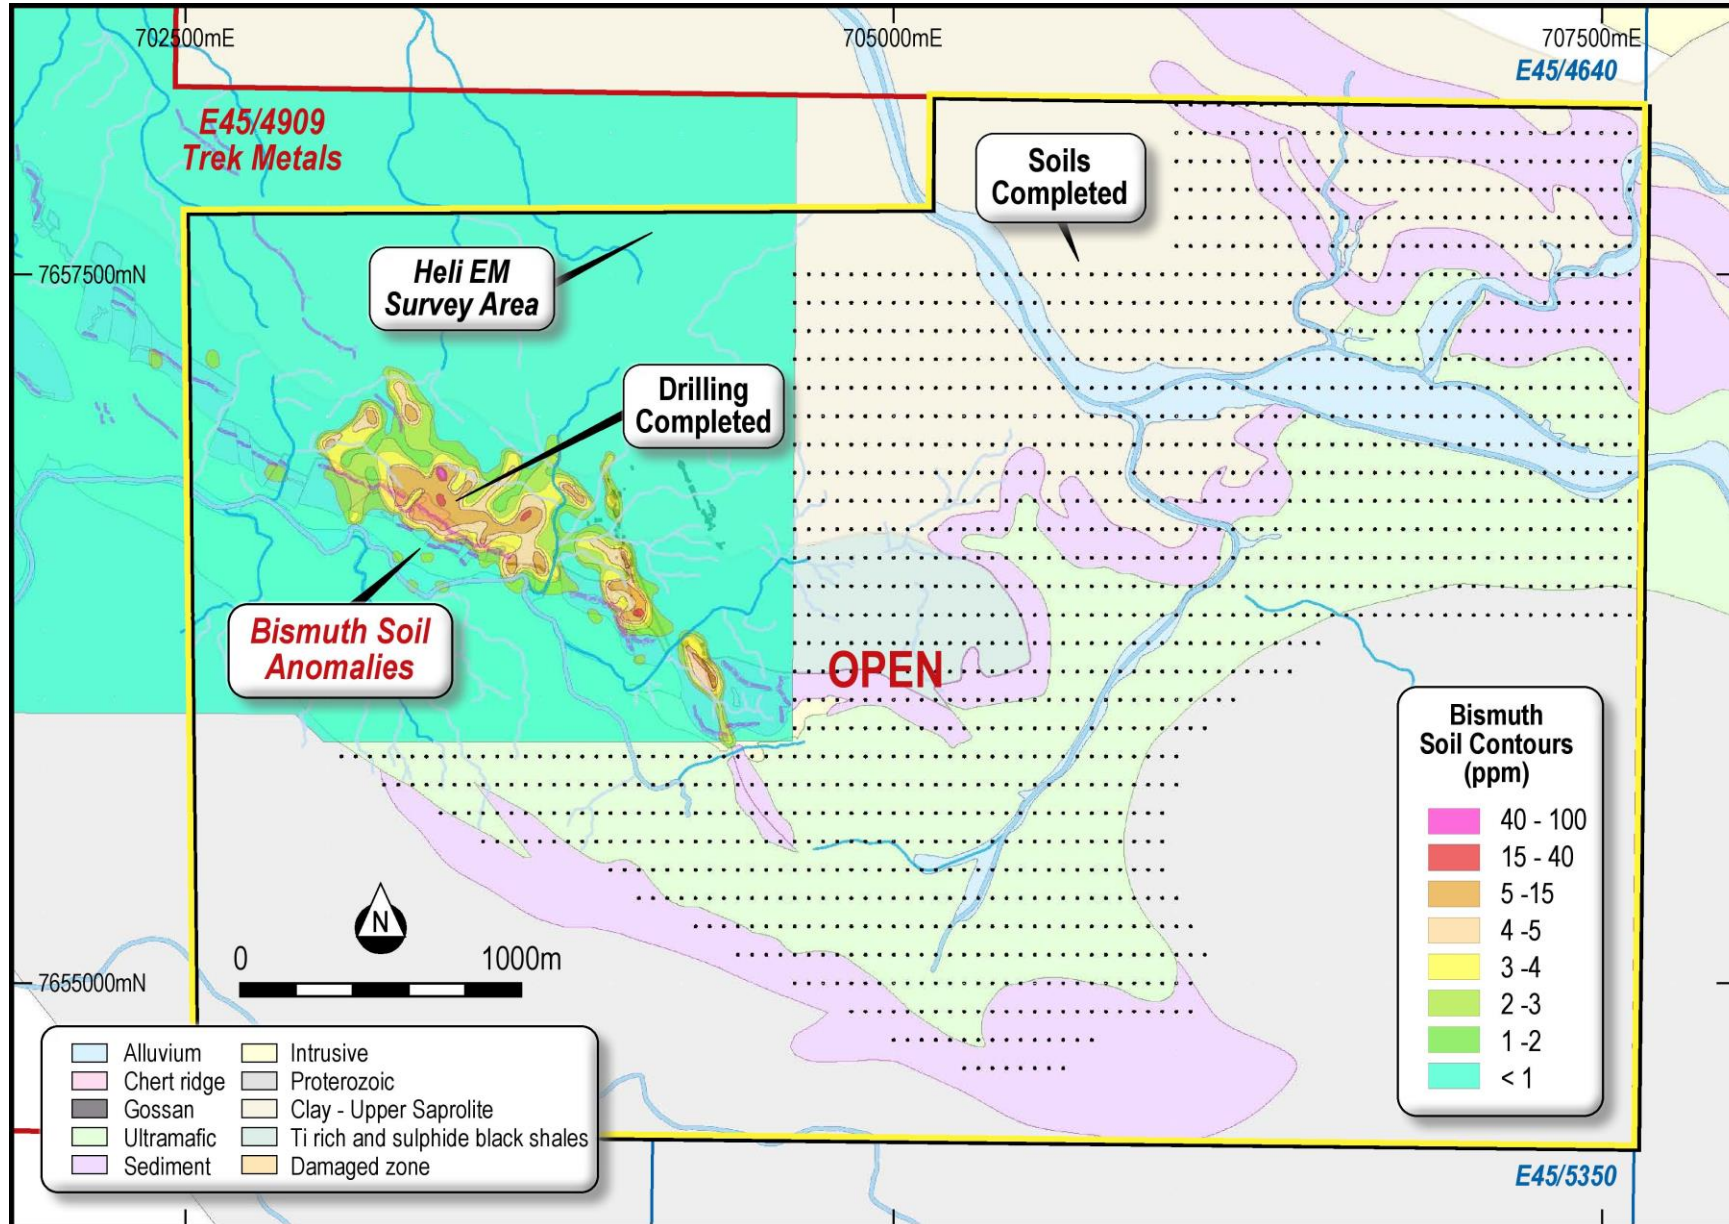 702500mE
705000mE
707500mE
E45/4640
E45/4909
Trek Metals
Soils
Completed
7657500mN
Heli EM
Survey Area
Drilling
Completed
Bismuth Soil
Anomalies
OPEN
Bismuth
Soil Contours
(ppm)
40 - 100
15 - 40
5 -15
4 -5
3 -4
2 -3
1 -2
< 1
N
0 1000m
7655000mN
Alluvium
Chert ridge
Gossan
Ultramafic
Sediment
Intrusive
Proterozoic
Clay - Upper Saprolite
Ti rich and sulphide black shales
Damaged zone
E45/5350